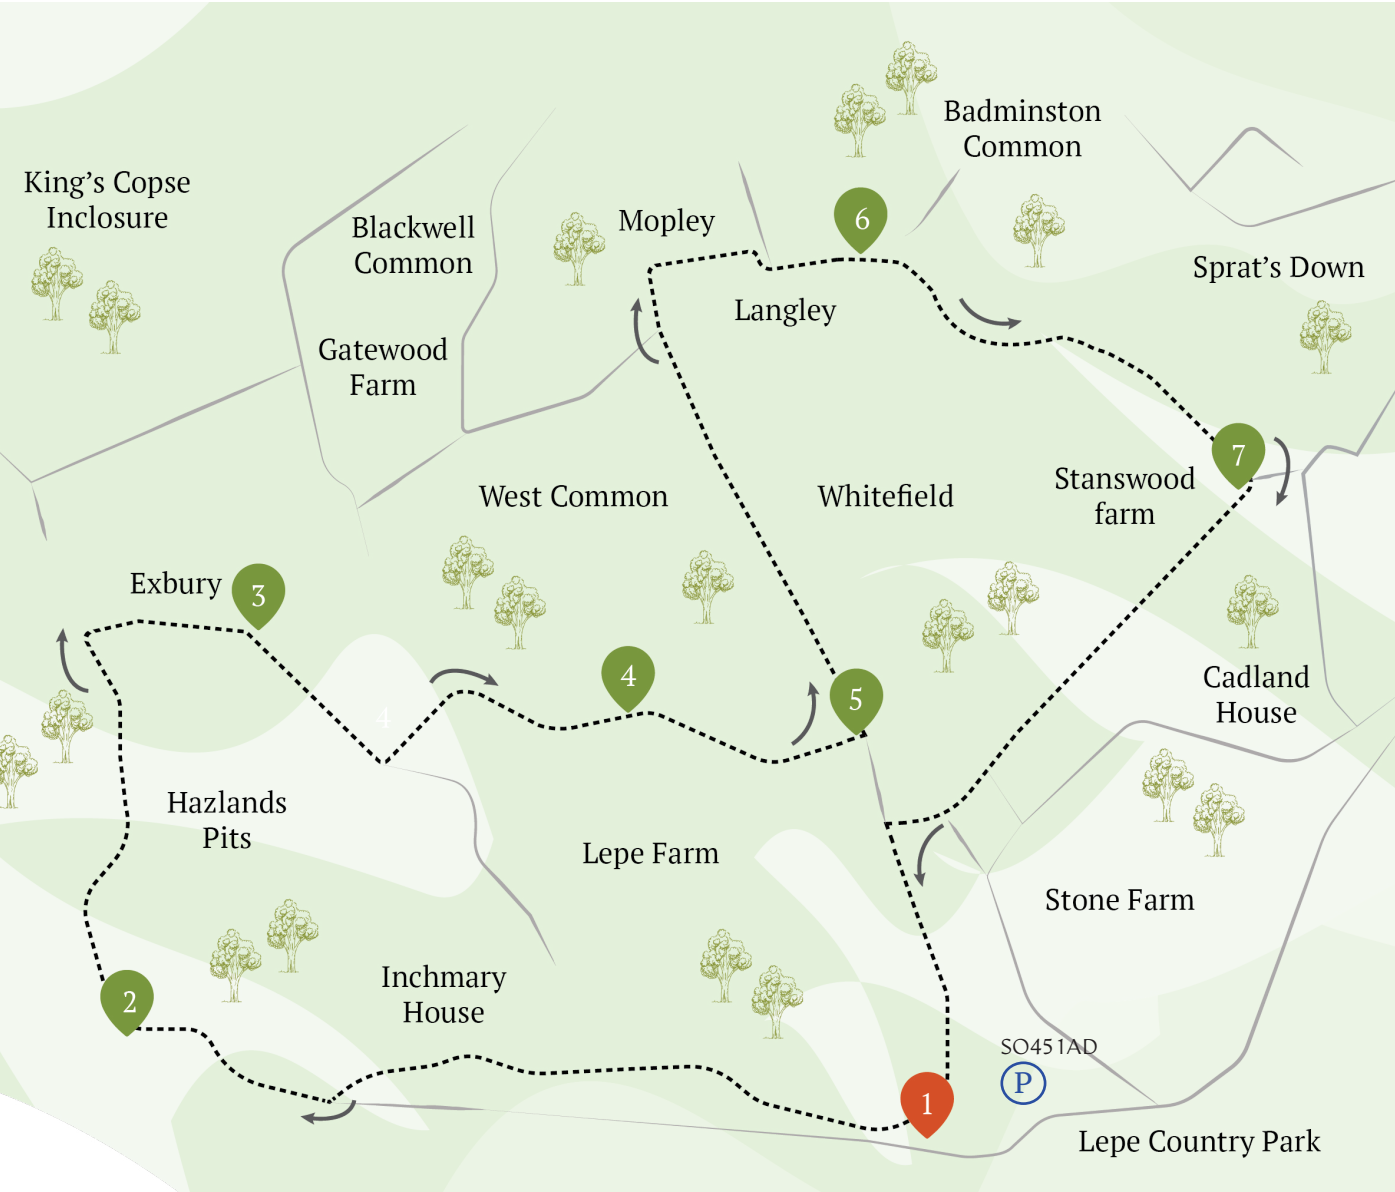 Badminston
Common
King's Copse
Inclosure
Blackwell
Common
Mopley
6
Sprat's Down
Langley
Gatewood
Farm
7
Stanswood
farm
West Common
Whitefield
Exbury
3
4
5
Cadland
House
4
Hazlands
Pits
Lepe Farm
Stone Farm
Inchmary
House
2
SO451AD
P
1
Lepe Country Park